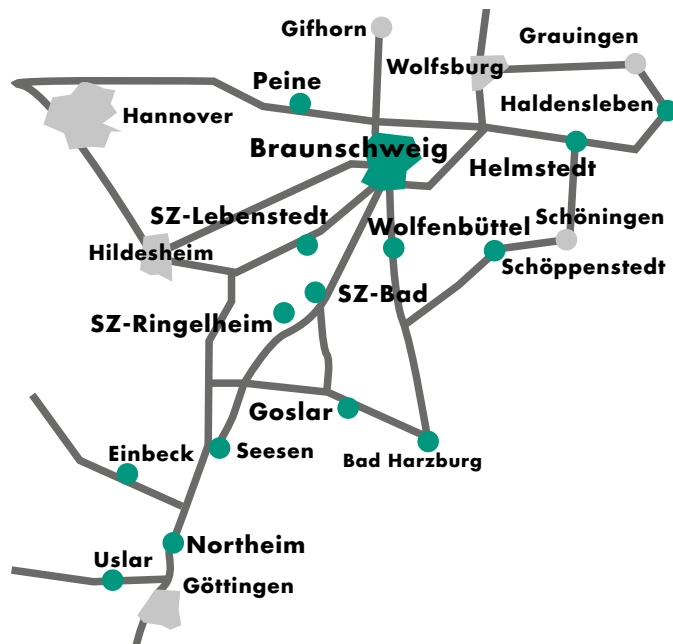 Gifhorn
Grauingen
Wolfsburg
Peine
Haldensleben
Hannover
Braunschweig
Helmstedt
SZ-Lebenstedt
Wolfenbüttel
Schöningen
Hildesheim
Schöppenstedt
SZ-Bad
SZ-Ringelheim
Goslar
Einbeck
Seesen
Bad Harzburg
Northeim
Uslar
Göttingen